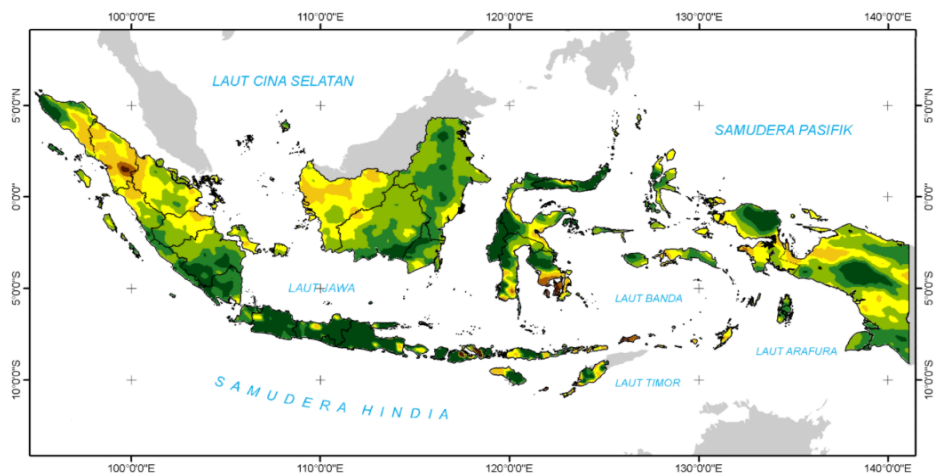 100°0'0"E 110°0'0"E 120°0'0"E 130°0'0"E 140°0'0"E
LAUT CINA SELATAN
5°0'0"N 5°0'0"N
SAMUDERA PASIFIK
0°0'0"E 0°0'0"E
LAUT JAWA
5°0'0"S 5°0'0"S
LAUT BANDA
LAUT ARAFURA
10°0'0"S 10°0'0"S
LAUT TIMOR
SAMUDERA HINDIA
100°0'0"E 110°0'0"E 120°0'0"E 130°0'0"E 140°0'0"E